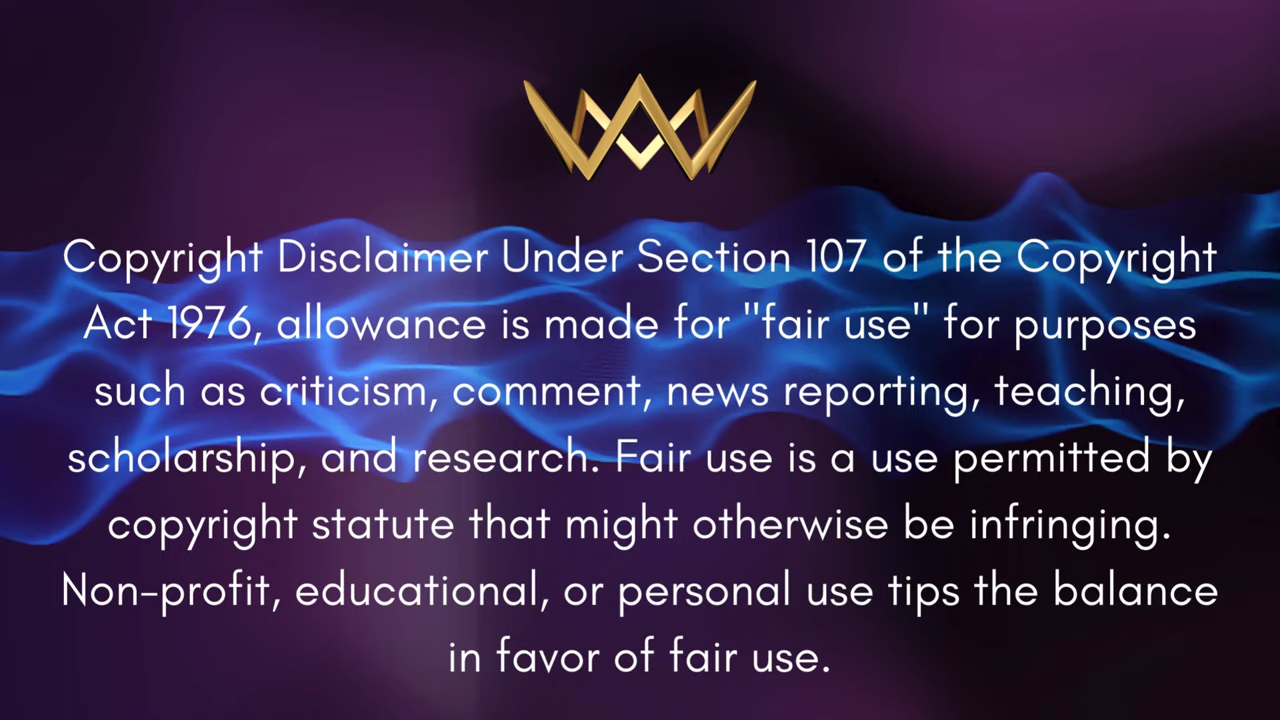 Copyright Disclaimer Under Section 107 of the Copyright
Act 1976, allowance is made for "fair use" for purposes
such as criticism, comment, news reporting, teaching,
scholarship, and research. Fair use is a use permitted by
copyright statute that might otherwise be infringing.
Non-profit, educational, or personal use tips the balance
in favor of fair use.